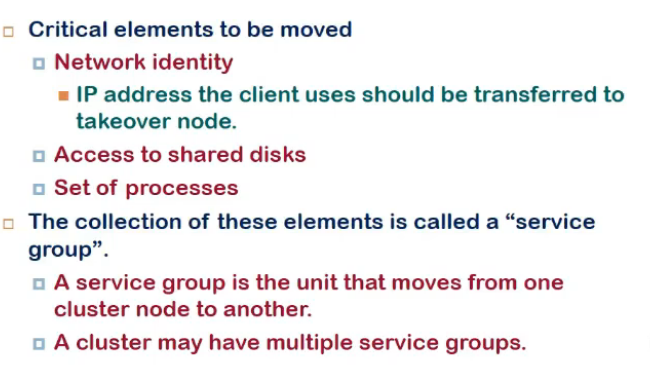 Critical elements to be moved
Network identity
IP address the client uses should be transferred to
takeover node.
Access to shared disks
Set of processes
The collection of these elements is called a “service
group”.
A service group is the unit that moves from one
cluster node to another.
A cluster may have multiple service groups.